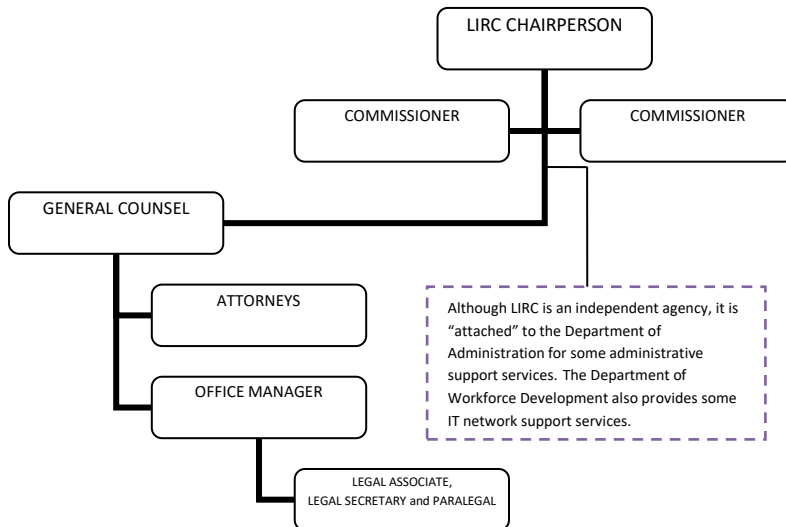 LIRC CHAIRPERSON
COMMISSIONER
COMMISSIONER
GENERAL COUNSEL
ATTORNEYS
Although LIRC is an independent agency, it is
“attached” to the Department of
Administration for some administrative
support services. The Department of
Workforce Development also provides some
IT network support services.
OFFICE MANAGER
LEGAL ASSOCIATE,
LEGAL SECRETARY and PARALEGAL